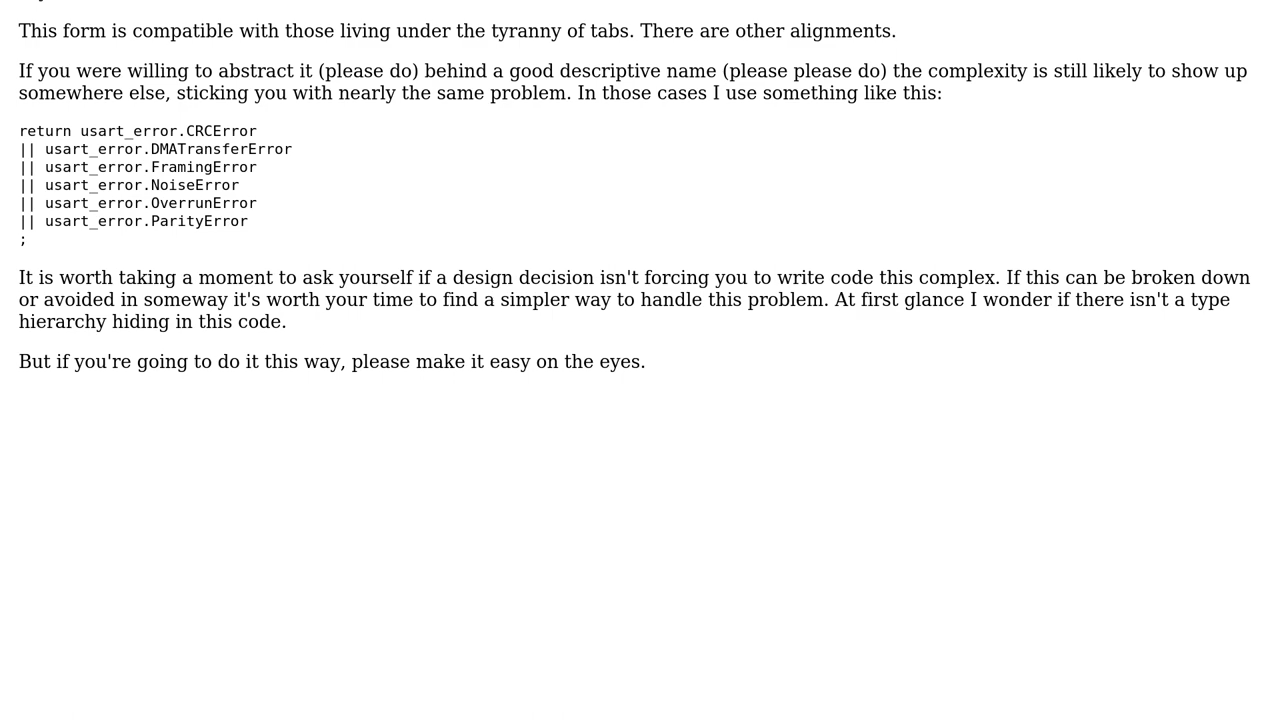 This form is compatible with those living under the tyranny of tabs. There are other alignments.
If you were willing to abstract it (please do) behind a good descriptive name (please please do) the complexity is still likely to show up
somewhere else, sticking you with nearly the same problem. In those cases I use something like this:
return usart_error.CRCError
|| usart_error.DMATransferError
|| usart_error.FramingError
|| usart_error.NoiseError
|| usart_error.OverrunError
|| usart_error.ParityError
;
It is worth taking a moment to ask yourself if a design decision isn't forcing you to write code this complex. If this can be broken down
or avoided in someway it's worth your time to find a simpler way to handle this problem. At first glance I wonder if there isn't a type
hierarchy hiding in this code.
But if you're going to do it this way, please make it easy on the eyes.